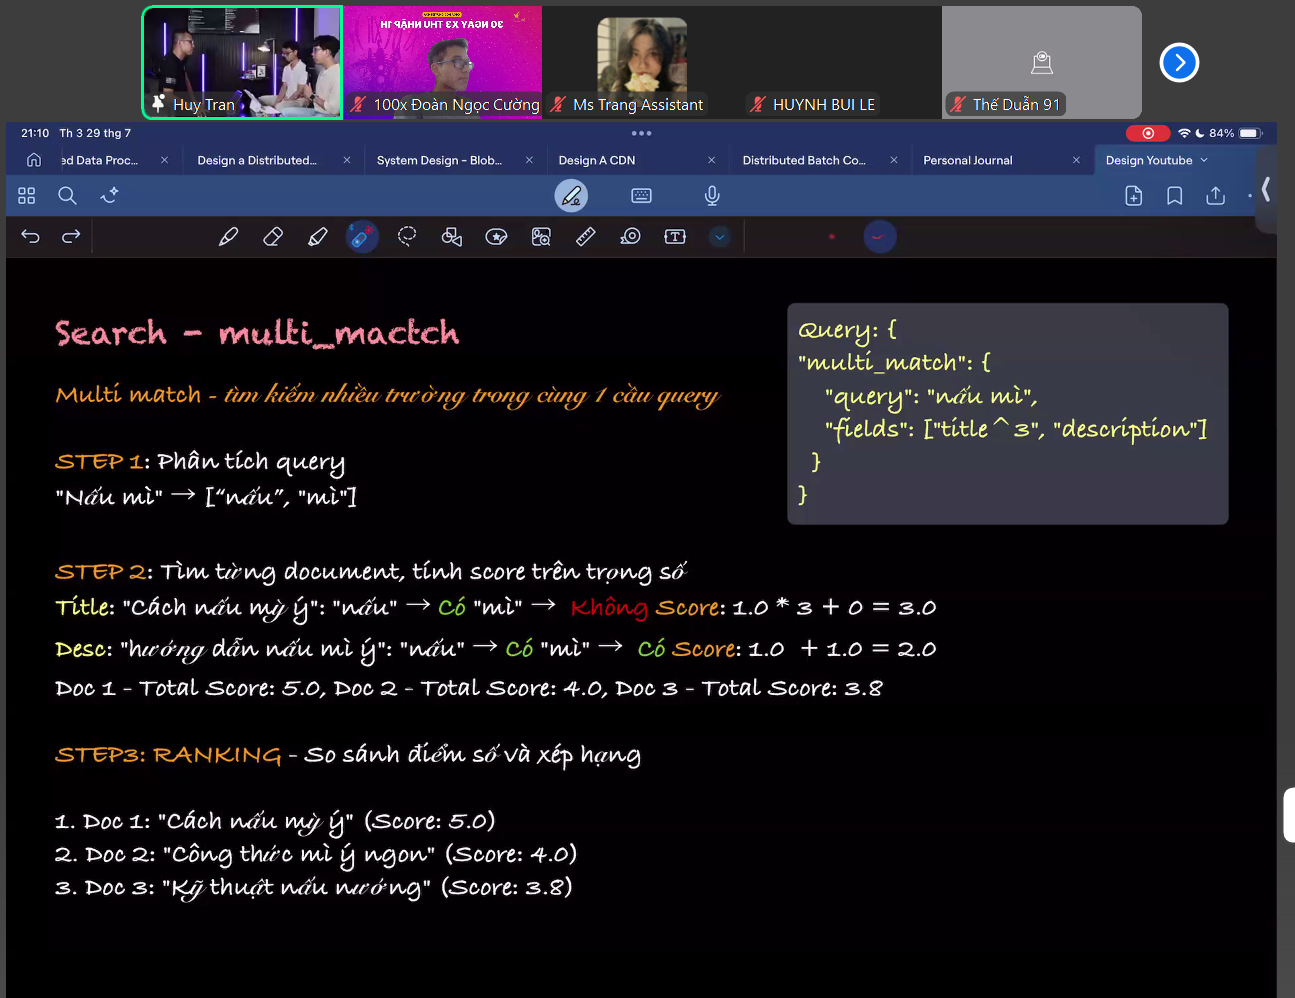 30 NGÀY X3 THU NHẬP HI
Huy Tran
100x Đoàn Ngọc Cường
Ms Trang Assistant
HUYNH BUI LE
Thế Duẫn 91
21:10 Th 3 29 thg 7
84%
ed Data Proc...
Design a Distributed...
System Design - Blob...
Design A CDN
Distributed Batch Co...
Personal Journal
Design Youtube
Search - multi_mactch
Query: {
"multi_match": {
"query": "nấu mì",
"fields": ["title^3", "description"]
}
}
Multi match - tìm kiếm nhiều trường trong cùng 1 cầu query
STEP 1: Phân tích query
"Nấu mì" → ["nấu", "mì"]
STEP 2: Tìm từng document, tính score trên trọng số
Title: "Cách nấu mỳ ý": "nấu" → Có "mì" → Không Score: 1.0 * 3 + 0 = 3.0
Desc: "hướng dẫn nấu mì ý": "nấu" → Có "mì" → Có Score: 1.0 + 1.0 = 2.0
Doc 1 - Total Score: 5.0, Doc 2 - Total Score: 4.0, Doc 3 - Total Score: 3.8
STEP3: RANKING - So sánh điểm số và xếp hạng
1. Doc 1: "Cách nấu mỳ ý" (Score: 5.0)
2. Doc 2: "Công thức mì ý ngon" (Score: 4.0)
3. Doc 3: "Kỹ thuật nấu nướng" (Score: 3.8)